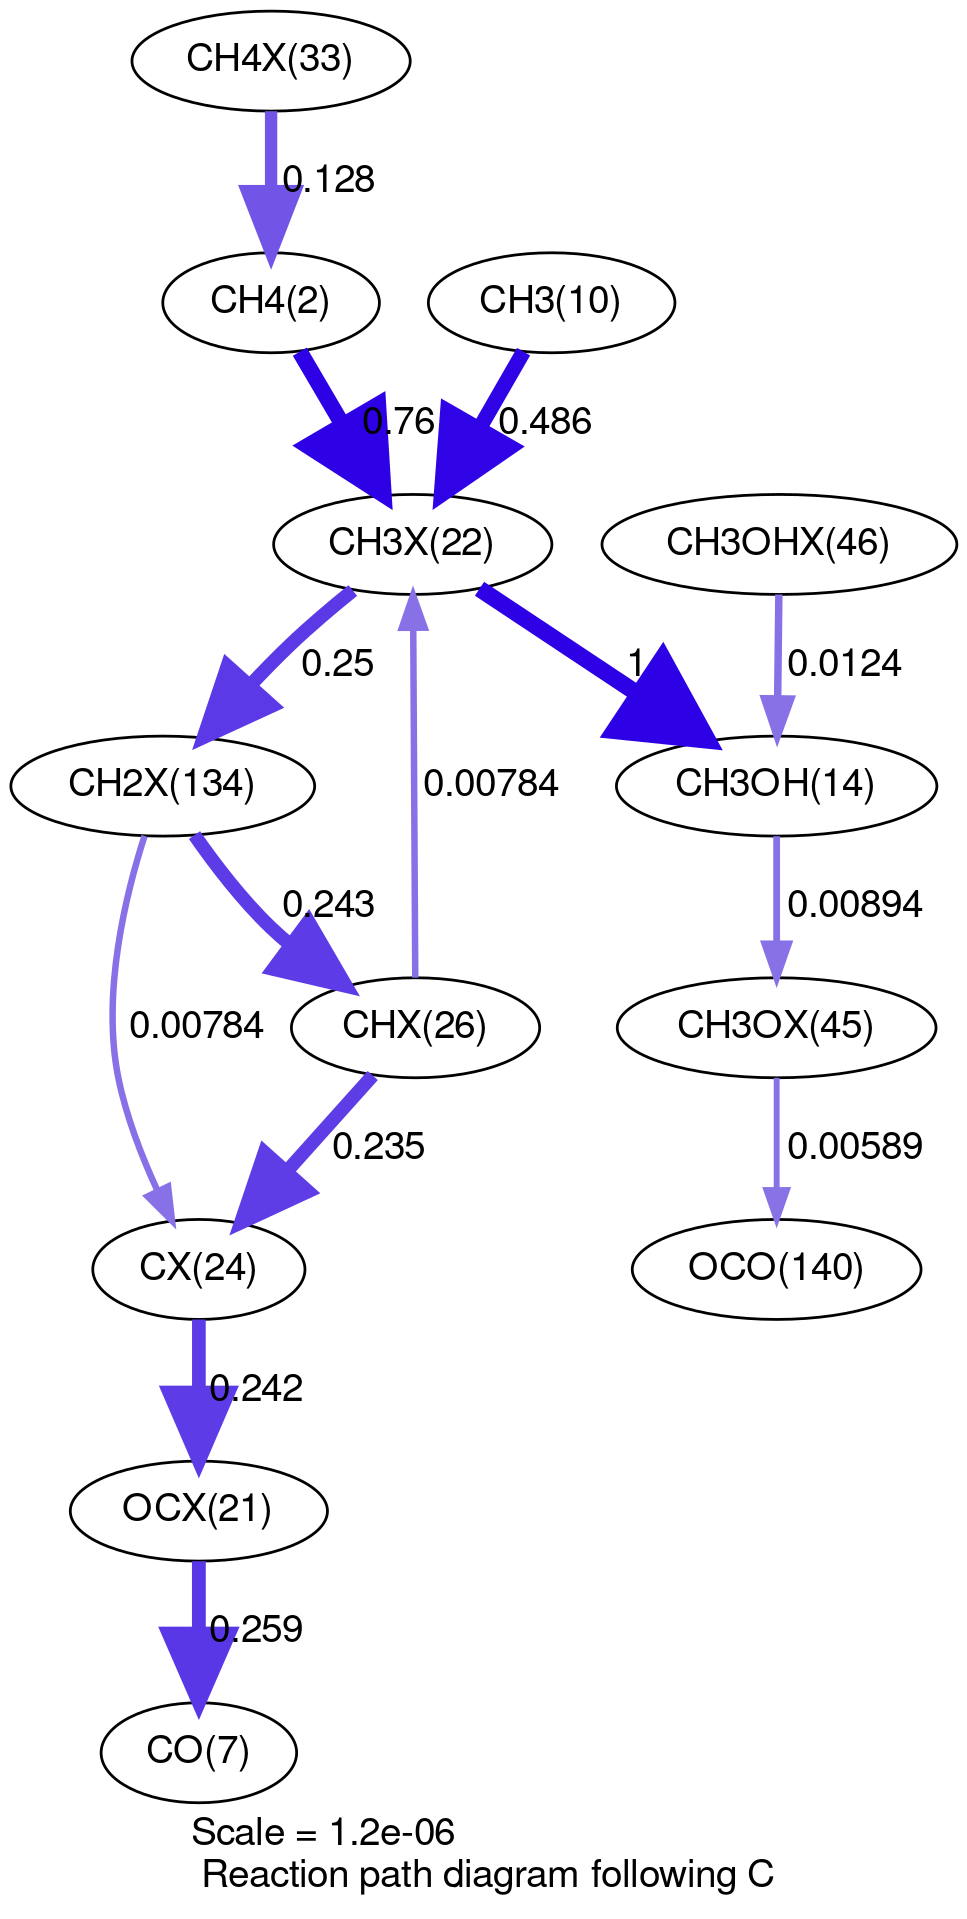 CH4X(33)
0.128
CH4(2)
CH3(10)
0.76
0.486
CH3X(22)
CH3OHX(46)
0.25
1
0.0124
CH2X(134)
0.00784
CH3OH(14)
0.243
0.00894
0.00784
CHX(26)
CH3OX(45)
0.235
0.00589
CX(24)
OCO(140)
0.242
OCX(21)
0.259
CO(7)
Scale = 1.2e-06
Reaction path diagram following C